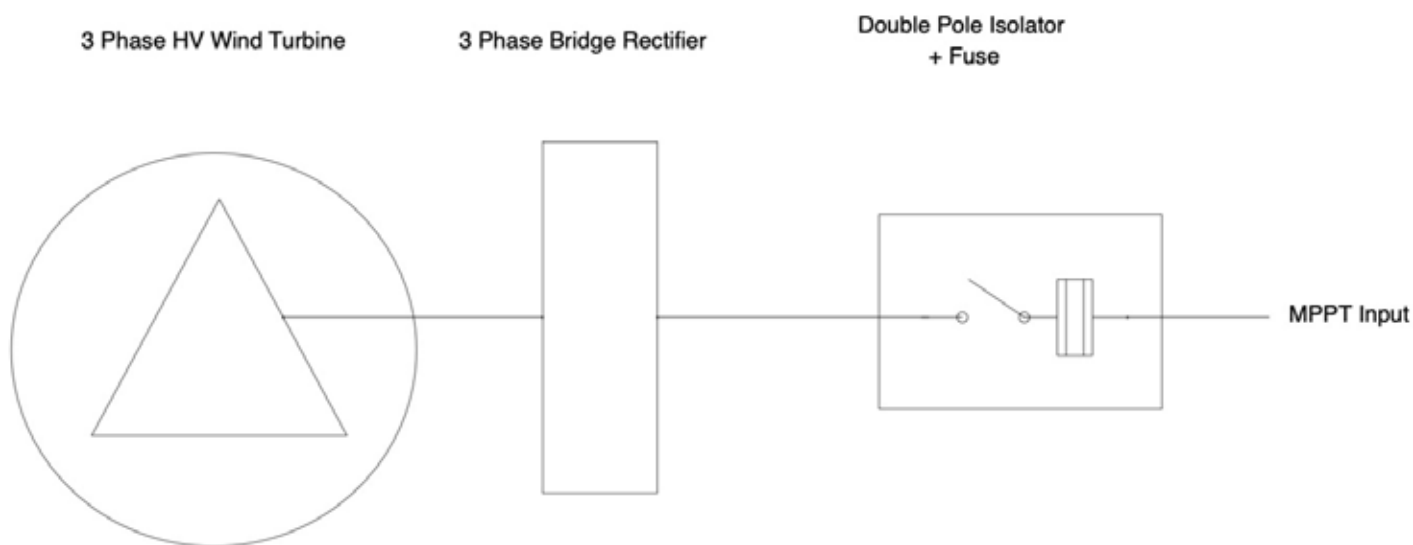 3 Phase HV Wind Turbine
3 Phase Bridge Rectifier
Double Pole Isolator
+ Fuse
MPPT Input